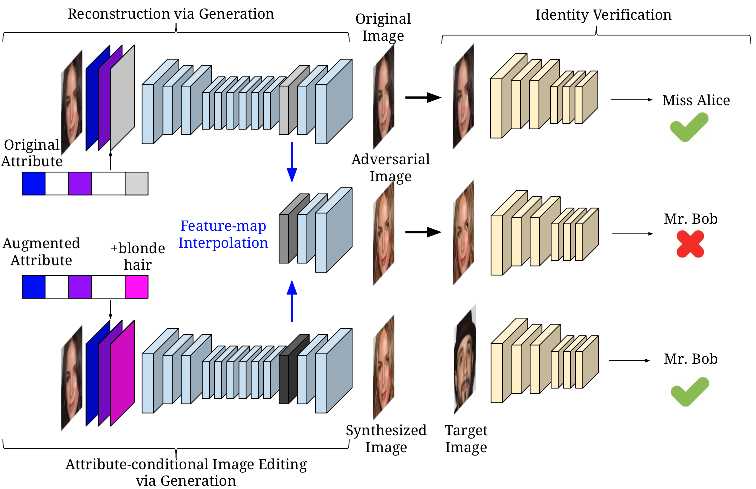 Reconstruction via Generation
Original
Image
Identity Verification
Miss Alice
Original
Attribute
Adversarial
Image
Feature-map
Interpolation
Mr. Bob
Augmented
Attribute
+blonde
hair
Mr. Bob
Synthesized
Image
Target
Image
Attribute-conditional Image Editing
via Generation